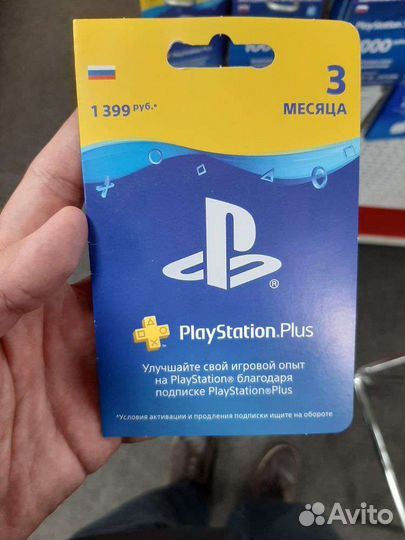 3
МЕСЯЦА
1 399 руб.*
PlayStation.Plus
Улучшайте свой игровой опыт
на PlayStation® благодаря
подписке PlayStation®Plus
*Условия активации и продления подписки ищите на обороте
Avito